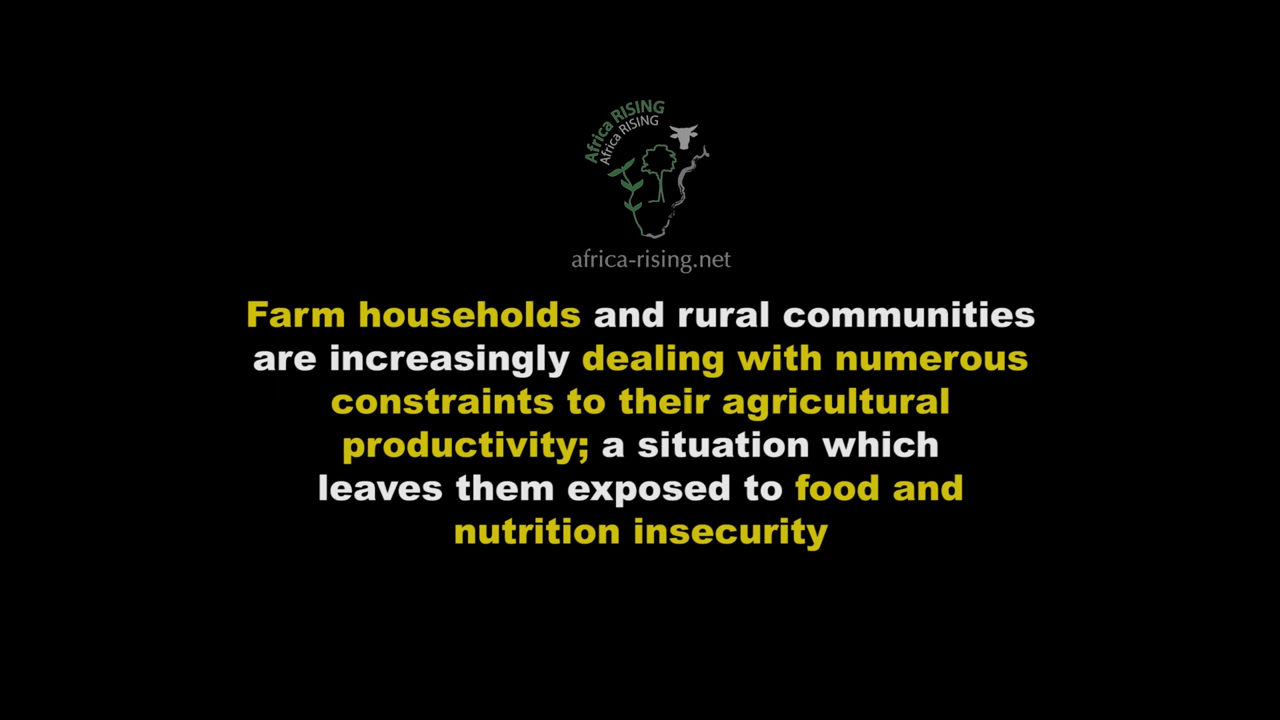 Africa RISING
Africa RISING
africa-rising.net
Farm households and rural communities
are increasingly dealing with numerous
constraints to their agricultural
productivity; a situation which
leaves them exposed to food and
nutrition insecurity